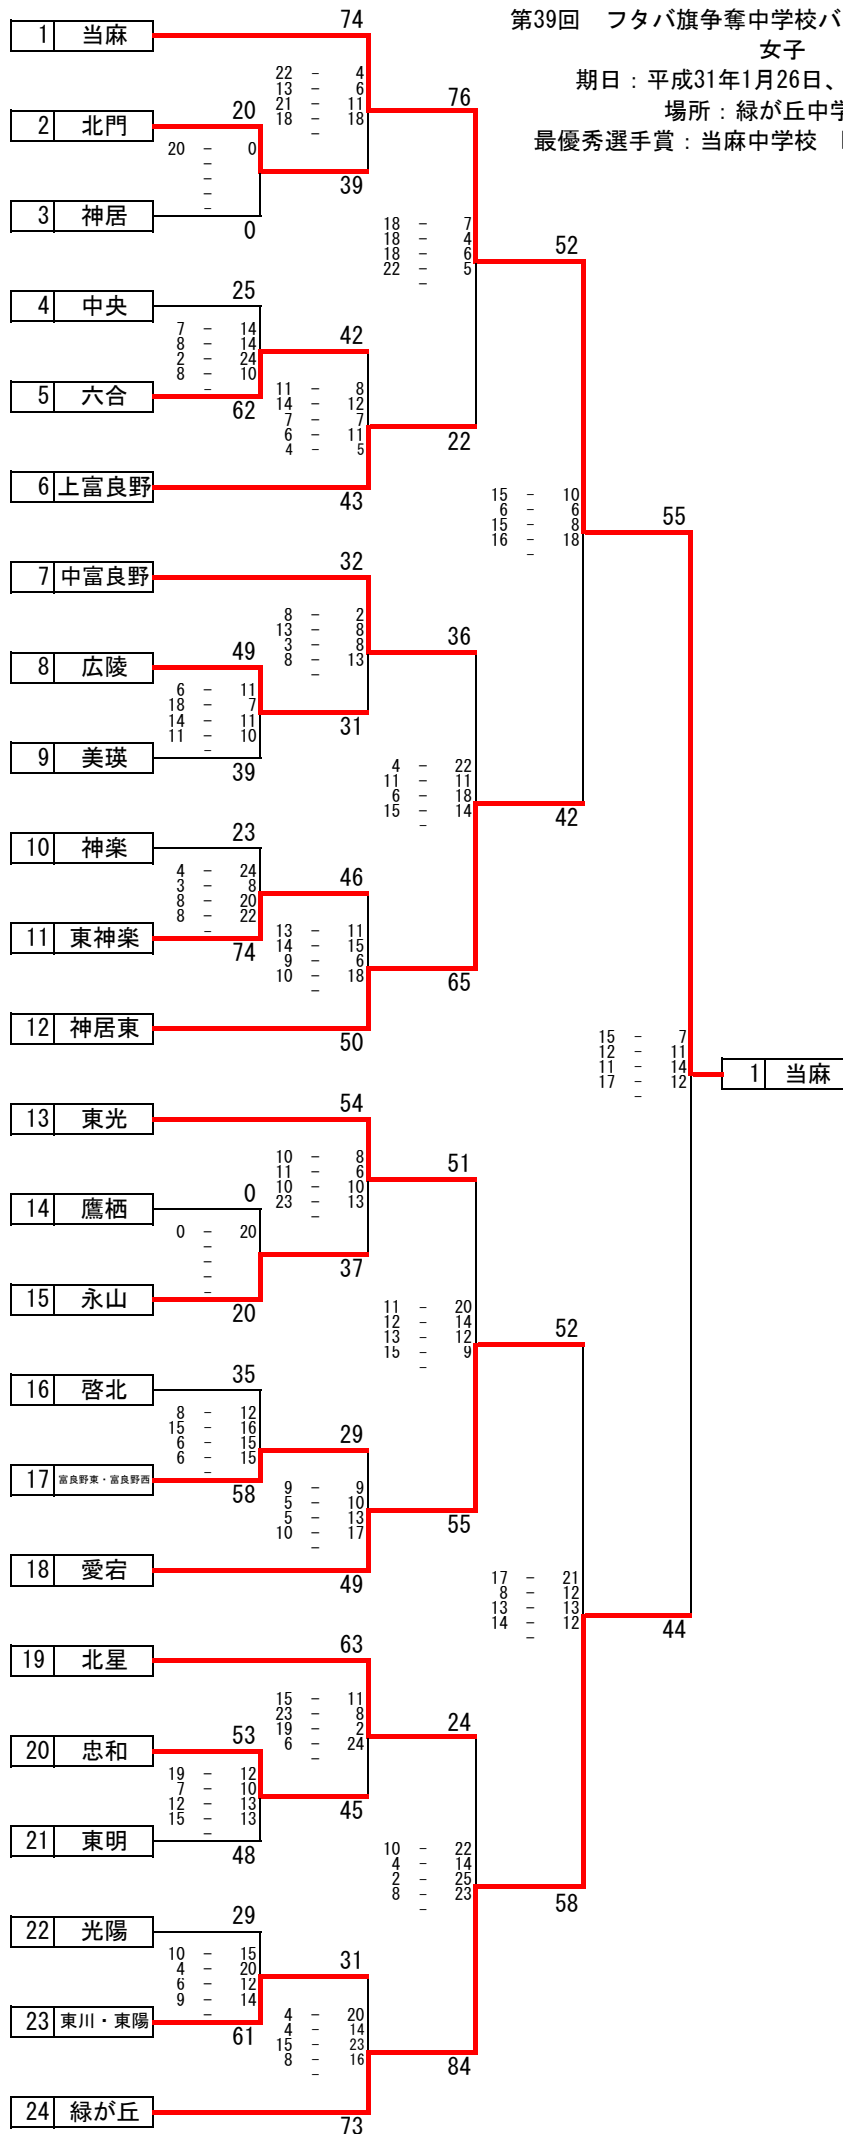 第39回　フタバ旗争奪中学校バ
女子
期日：平成31年1月26日、
場所：緑が丘中学
最優秀選手賞：当麻中学校
74
1 当麻
22 - 4
13 - 6
21 - 11
18 - 18
-
76
20
2 北門
20 - 0
-
-
-
-
39
3 神居
0
18 - 7
18 - 4
18 - 6
22 - 5
-
52
25
4 中央
7 - 14
8 - 14
2 - 24
8 - 10
-
42
5 六合
62
11 - 8
14 - 12
7 - 7
6 - 11
4 - 5
22
6 上富良野
43
15 - 10
6 - 6
15 - 8
16 - 18
-
55
32
7 中富良野
8 - 2
13 - 8
3 - 8
8 - 13
-
36
49
8 広陵
6 - 11
18 - 7
14 - 11
11 - 10
-
31
9 美瑛
39
4 - 22
11 - 11
6 - 18
15 - 14
-
42
23
10 神楽
4 - 24
3 - 8
8 - 20
8 - 22
-
46
11 東神楽
74
13 - 11
14 - 15
9 - 6
10 - 18
-
65
12 神居東
50
15 - 7
12 - 11
11 - 14
17 - 12
-
1 当麻
54
13 東光
10 - 8
11 - 6
10 - 10
23 - 13
-
51
0
14 鷹栖
0 - 20
-
-
-
-
37
15 永山
20
11 - 20
12 - 14
13 - 12
15 - 9
-
52
35
16 啓北
8 - 12
15 - 16
6 - 15
6 - 15
-
29
17 富良野東・富良野西
58
9 - 9
5 - 10
5 - 13
10 - 17
-
55
18 愛宕
49
17 - 21
8 - 12
13 - 13
14 - 12
-
44
63
19 北星
15 - 11
23 - 8
19 - 2
6 - 24
-
24
53
20 忠和
19 - 12
7 - 10
12 - 13
15 - 13
-
45
21 東明
48
10 - 22
4 - 14
2 - 25
8 - 23
-
58
29
22 光陽
10 - 15
4 - 20
6 - 12
9 - 14
-
31
23 東川・東陽
61
4 - 20
4 - 14
15 - 23
8 - 16
-
84
24 緑が丘
73